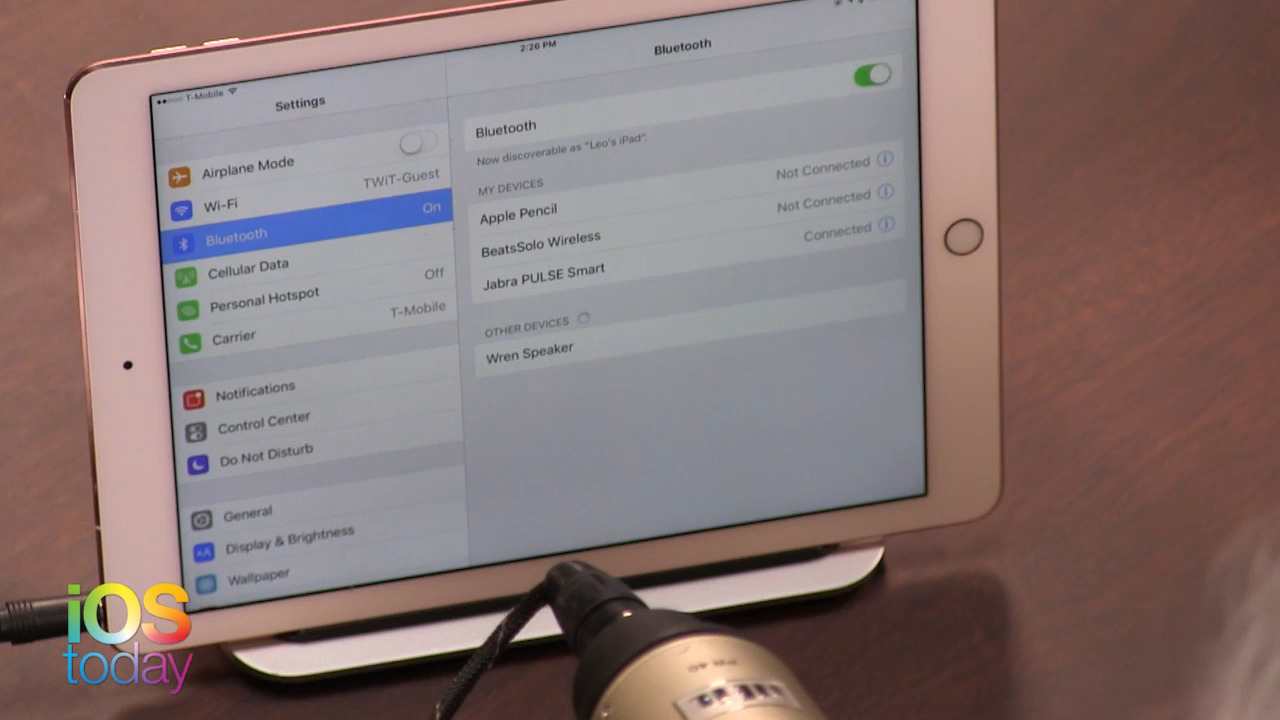 ●●○○○ T-Mobile
2:26 PM
Settings
Airplane Mode
Wi-Fi TWiT-Guest
Bluetooth On
Cellular Data
Personal Hotspot Off
Carrier T-Mobile
Notifications
Control Center
Do Not Disturb
General
Display & Brightness
Wallpaper
Bluetooth
Bluetooth
Now discoverable as "Leo's iPad".
MY DEVICES
Apple Pencil Not Connected
BeatsSolo Wireless Not Connected
Jabra PULSE Smart Connected
OTHER DEVICES
Wren Speaker
iOS
today